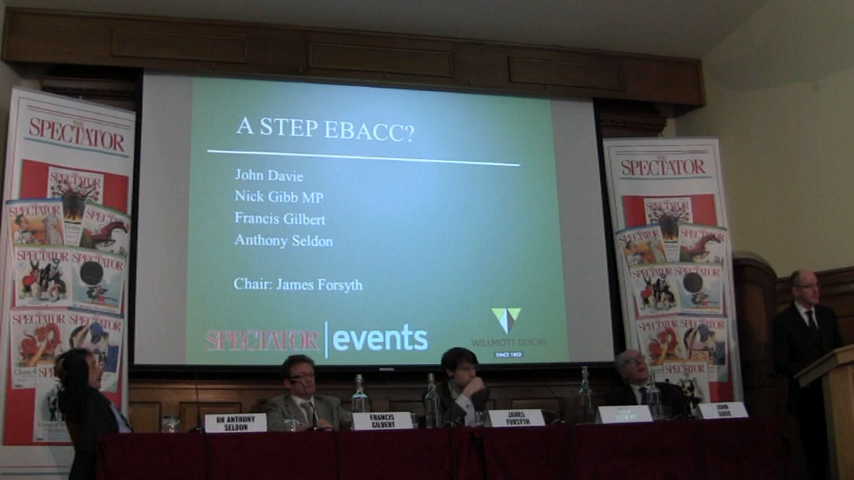 THE
SPECTATOR
A STEP EBACC?
John Davie
Nick Gibb MP
Francis Gilbert
Anthony Seldon
Chair: James Forsyth
SPECTATOR events
WILLMOTT DIXON
SINCE 1852
THE
SPECTATOR
DR ANTHONY
SELDON
FRANCIS
GILBERT
JAMES
FORSYTH
JOHN